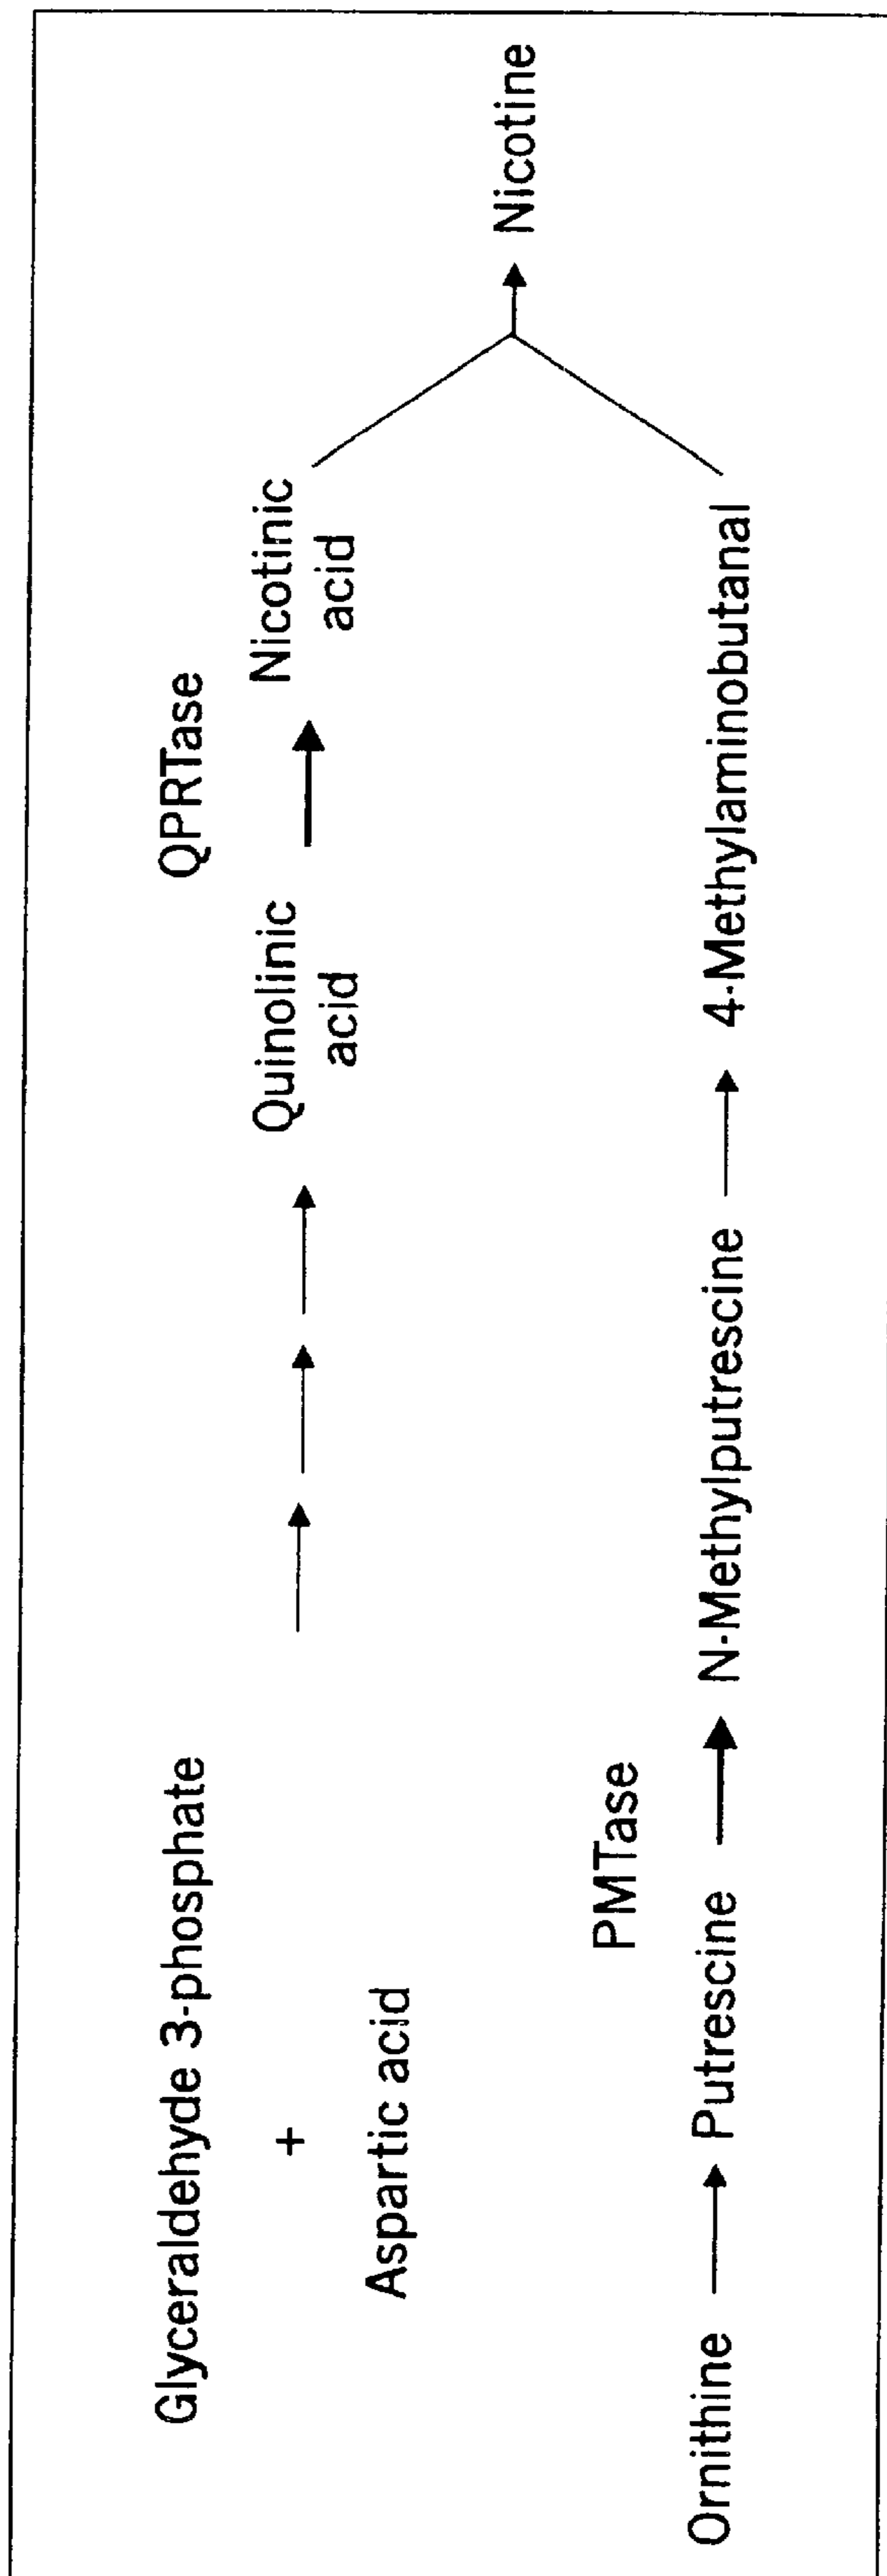 Glyceraldehyde 3-phosphate
+
Aspartic acid
Quinolinic
acid
QPRTase
Nicotinic
acid
Nicotine
Ornithine
Putrescine
PMTase
N-Methylputrescine
4-Methylaminobutanal